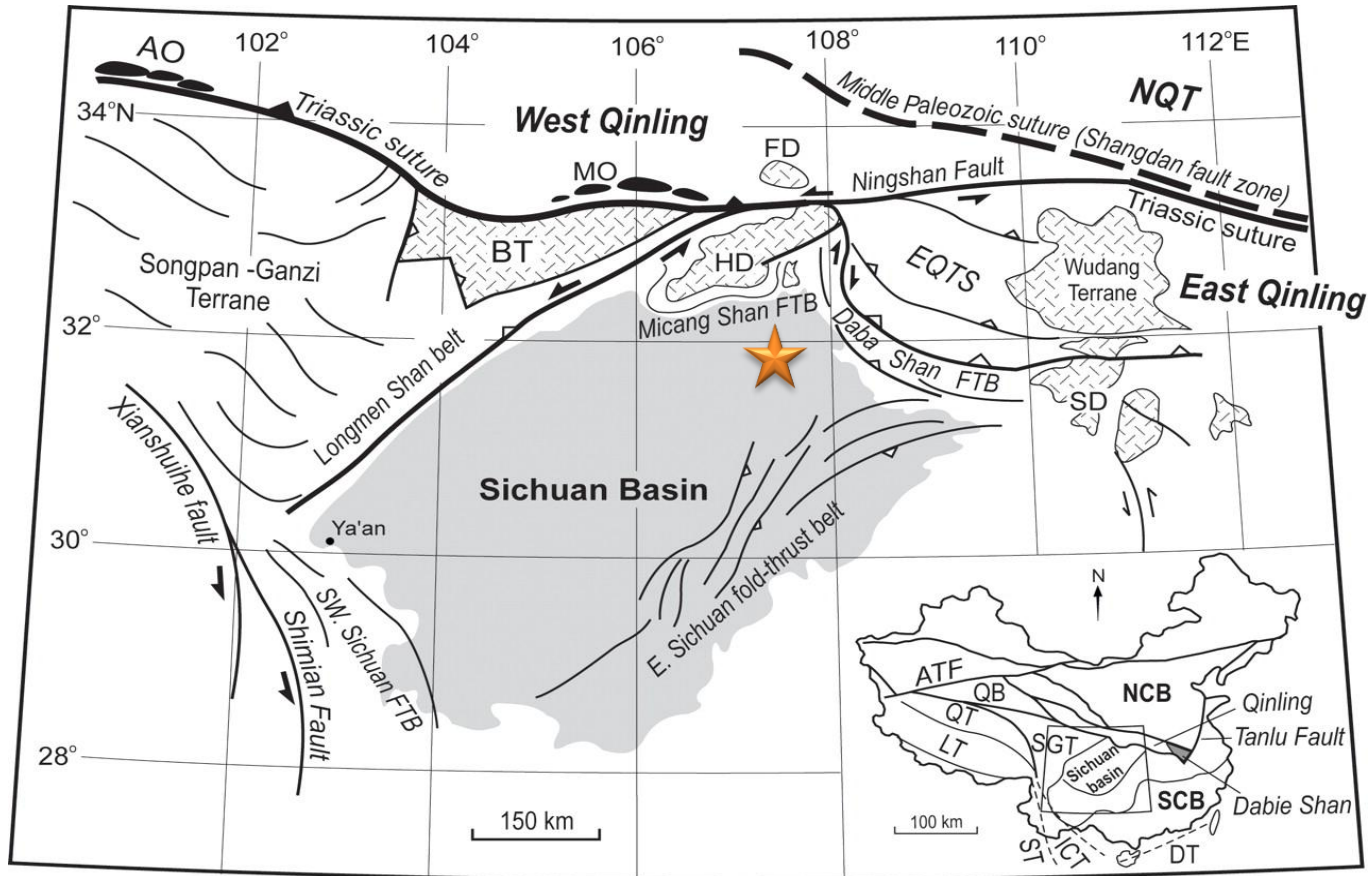 102°
104°
106°
108°
110°
112°E
AO
34°N
Triassic suture
West Qinling
Middle Paleozoic suture (Shangdan fault zone)
NQT
MO
FD
Ningshan Fault
Triassic suture
BT
HD
EQTS
Wudang
Terrane
East Qinling
Songpan -Ganzi
Terrane
32°
Micang Shan FTB
Daba Shan FTB
SD
Longmen Shan belt
Xianshuihe fault
Sichuan Basin
30°
Ya'an
E. Sichuan fold-thrust belt
SW. Sichuan FTB
Shimian Fault
28°
150 km
N
ATF
QB
NCB
Qinling
QT
Tanlu Fault
LT
SGT
Sichuan
basin
SCB
Dabie Shan
100 km
ST
ICT
DT